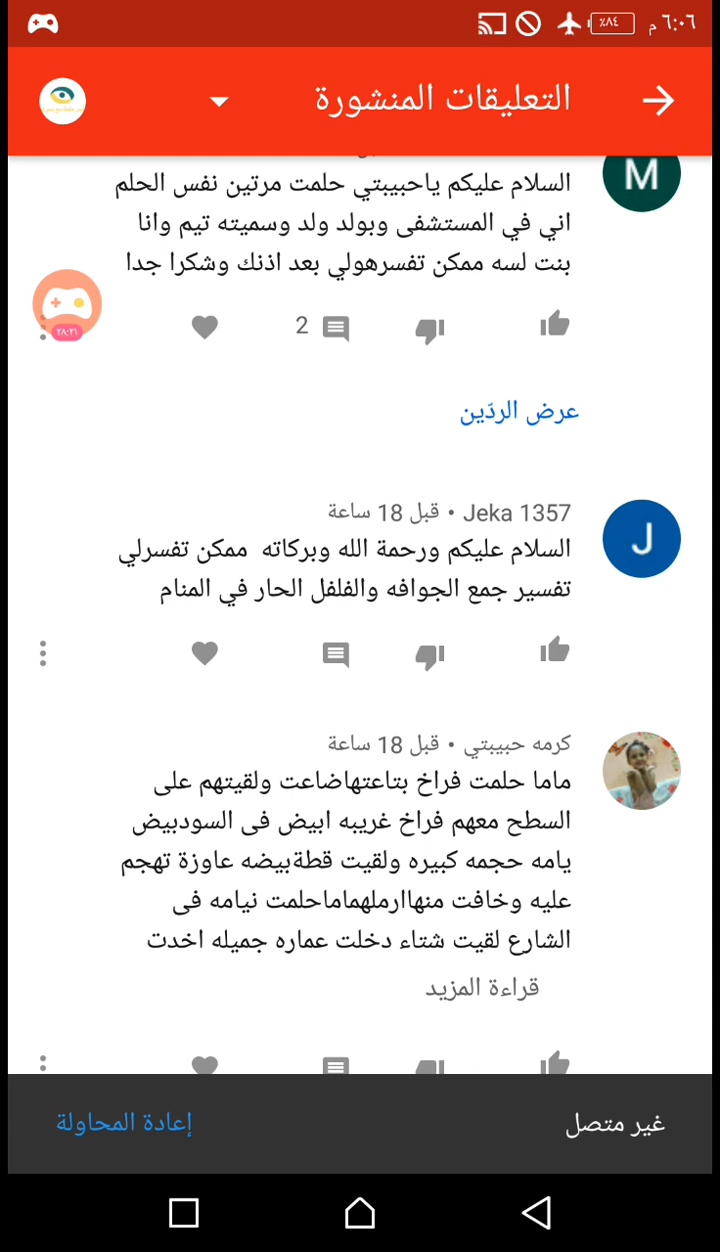 ٦:٠٦ م
٪٨٤
التعليقات المنشورة
السلام عليكم ياحبيبتي حلمت مرتين نفس الحلم
اني في المستشفى وبولد ولد وسميته تيم وانا
بنت لسه ممكن تفسرهولي بعد اذنك وشكرا جدا
M
2
٢٨:٢١
عرض الردّين
Jeka 1357 • قبل 18 ساعة
J
السلام عليكم ورحمة الله وبركاته ممكن تفسرلي
تفسير جمع الجوافه والفلفل الحار في المنام
كرمه حبيبتي • قبل 18 ساعة
ماما حلمت فراخ بتاعتهاضاعت ولقيتهم على
السطح معهم فراخ غريبه ابيض فى السودبيض
يامه حجمه كبيره ولقيت قطةبيضه عاوزة تهجم
عليه وخافت منهاارملهماماحلمت نيامه فى
الشارع لقيت شتاء دخلت عماره جميله اخدت
قراءة المزيد
غير متصل
إعادة المحاولة